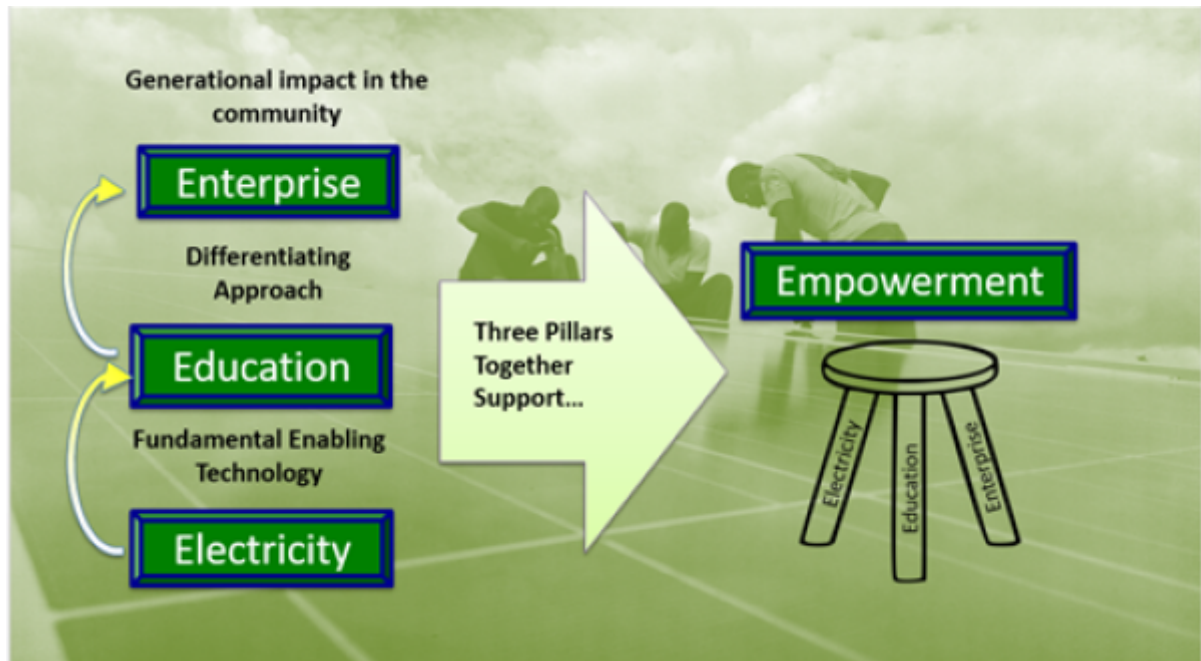 Generational impact in the
community
Enterprise
Differentiating
Approach
Education
Fundamental Enabling
Technology
Electricity
Three Pillars
Together
Support...
Empowerment
Electricity
Education
Enterprise